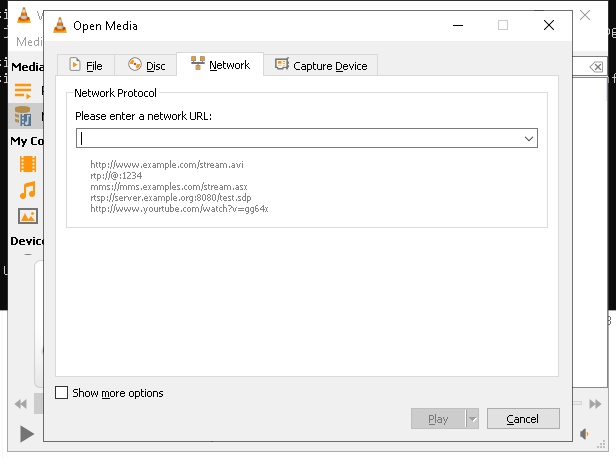 Open Media
Medi
Media
My Co
Device
File
Disc
Network
Capture Device
Network Protocol
Please enter a network URL:
http://www.example.com/stream.avi
rtp://@:1234
mms://mms.examples.com/stream.asx
rtsp://server.example.org:8080/test.sdp
http://www.yourtube.com/watch?v=gg64x
Show more options
Play
Cancel